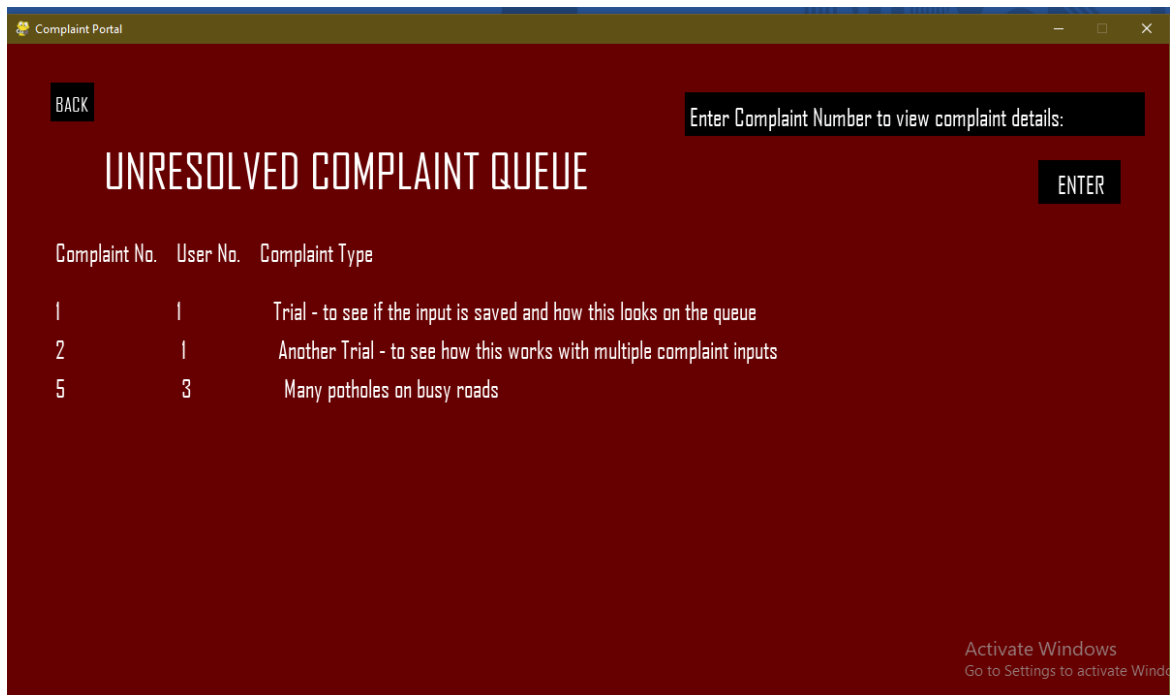 Complaint Portal
BACK
Enter Complaint Number to view complaint details:
UNRESOLVED COMPLAINT QUEUE
ENTER
Complaint No. User No. Complaint Type
1 1 Trial - to see if the input is saved and how this looks on the queue
2 1 Another Trial - to see how this works with multiple complaint inputs
5 3 Many potholes on busy roads
Activate Windows
Go to Settings to activate Windo